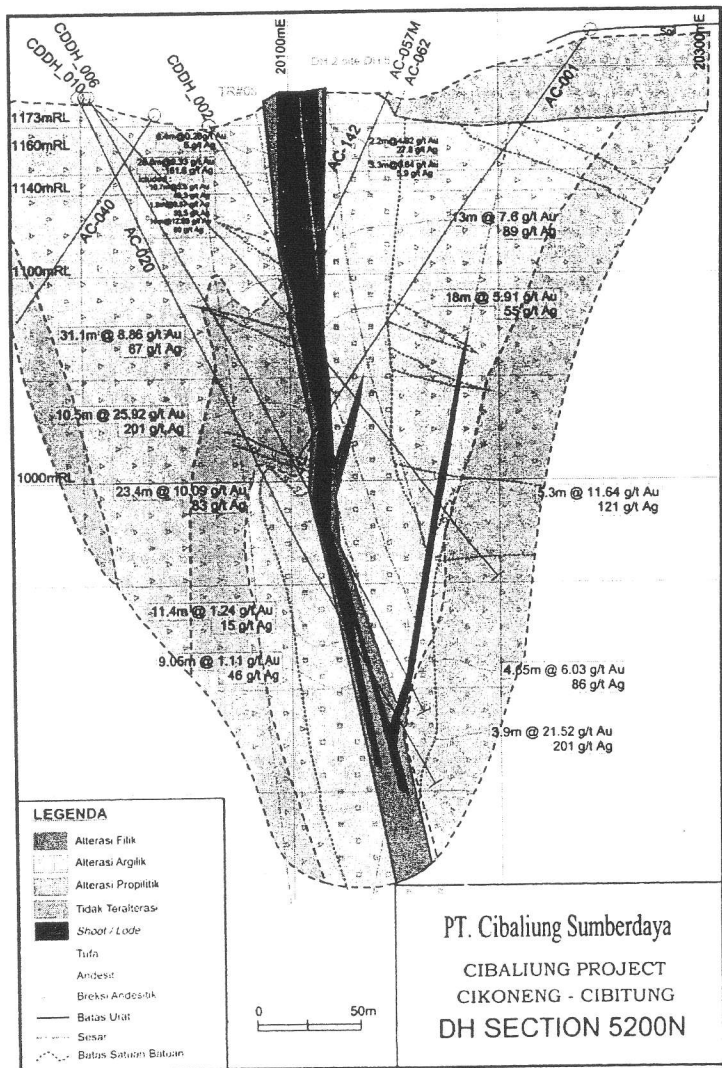 CDDH_010
CDDH_006
CDDH_002
20100mE
AC-057M
AC-062
AC-001
20300mE
TR#05
1173mRL
1160mRL
1140mRL
1100mRL
1000mRL
AC-040
AC-020
AC-142
13m @ 7.6 g/t Au
89 g/t Ag
18m @ 5.91 g/t Au
55 g/t Ag
31.1m @ 8.86 g/t Au
67 g/t Ag
10.5m @ 25.92 g/t Au
201 g/t Ag
23.4m @ 10.09 g/t Au
83 g/t Ag
5.3m @ 11.64 g/t Au
121 g/t Ag
11.4m @ 1.24 g/t Au
15 g/t Ag
9.05m @ 1.11 g/t Au
46 g/t Ag
4.65m @ 6.03 g/t Au
86 g/t Ag
3.9m @ 21.52 g/t Au
201 g/t Ag
LEGENDA
Alterasi Filik
Alterasi Argilik
Alterasi Propilitik
Tidak Teralterasi
Shoot / Lode
Tufa
Andesit
Breksi Andesitik
Batas Urat
Sesar
Batas Satuan Batuan
0 50m
PT. Cibaliung Sumberdaya
CIBALIUNG PROJECT
CIKONENG - CIBITUNG
DH SECTION 5200N